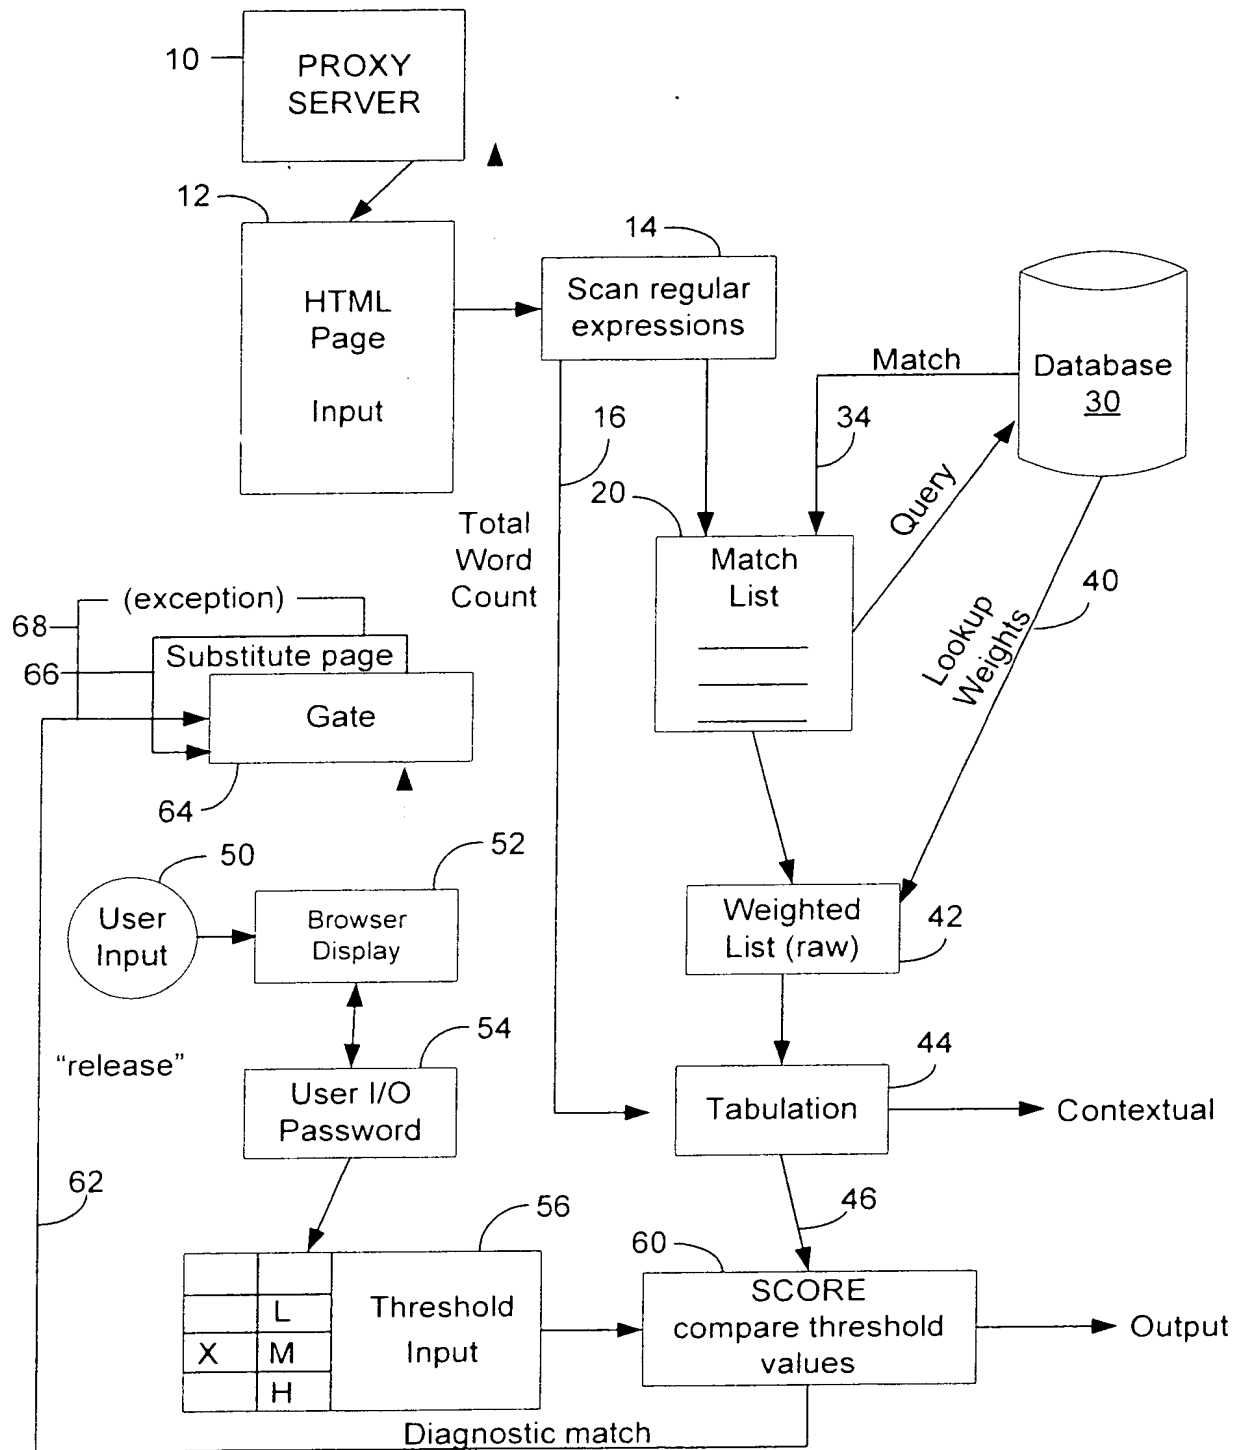 10
PROXY
SERVER
12
HTML
Page
Input
14
Scan regular
expressions
Match
Database
30
16
34
20
Query
Total
Word
Count
Match
List
40
Lookup
Weights
(exception)
68
Substitute page
66
Gate
64
50
52
User
Input
Browser
Display
Weighted
List (raw)
42
54
"release"
User I/O
Password
44
Tabulation
Contextual
62
46
56
60
L
X M
H
Threshold
Input
SCORE
compare threshold
values
Output
Diagnostic match